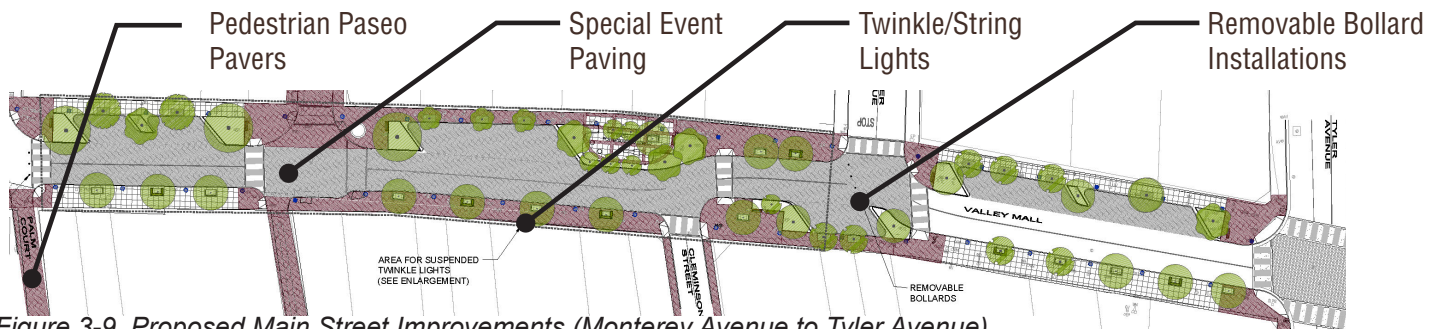 Pedestrian Paseo
Pavers
Special Event
Paving
Twinkle/String
Lights
Removable Bollard
Installations
STOP
TYLER
AVENUE
VALLEY MALL
PALM
COURT
AREA FOR SUSPENDED
TWINKLE LIGHTS
(SEE ENLARGEMENT)
CLEMINSON
STREET
REMOVABLE
BOLLARDS
Figure 3-9. Proposed Main Street Improvements (Monterey Avenue to Tyler Avenue)